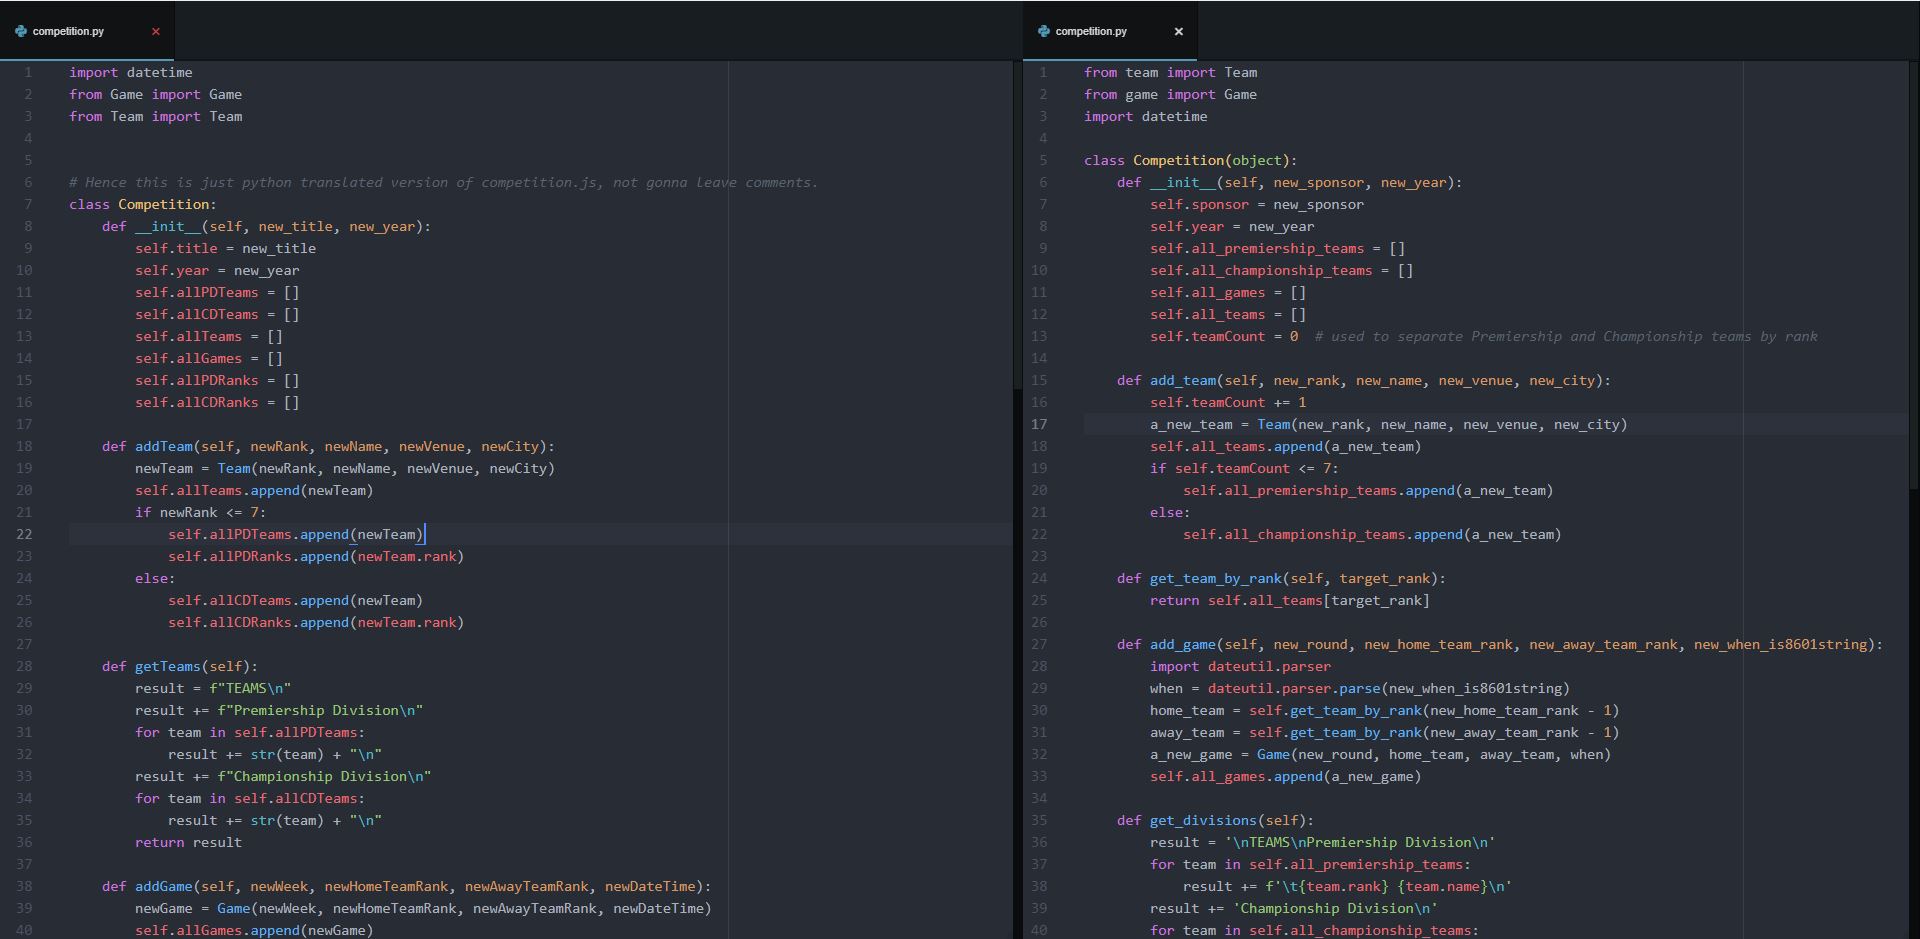 competition.py
1 import datetime
2 from Game import Game
3 from Team import Team
4
5
6 # Hence this is just python translated version of competition.js, not gonna leave comments.
7 class Competition:
8     def __init__(self, new_title, new_year):
9         self.title = new_title
10         self.year = new_year
11         self.allPDTeams = []
12         self.allCDTeams = []
13         self.allTeams = []
14         self.allGames = []
15         self.allPDRanks = []
16         self.allCDRanks = []
17
18     def addTeam(self, newRank, newName, newVenue, newCity):
19         newTeam = Team(newRank, newName, newVenue, newCity)
20         self.allTeams.append(newTeam)
21         if newRank <= 7:
22             self.allPDTeams.append(newTeam)
23             self.allPDRanks.append(newTeam.rank)
24         else:
25             self.allCDTeams.append(newTeam)
26             self.allCDRanks.append(newTeam.rank)
27
28     def getTeams(self):
29         result = f"TEAMS\n"
30         result += f"Premiership Division\n"
31         for team in self.allPDTeams:
32             result += str(team) + "\n"
33         result += f"Championship Division\n"
34         for team in self.allCDTeams:
35             result += str(team) + "\n"
36         return result
37
38     def addGame(self, newWeek, newHomeTeamRank, newAwayTeamRank, newDateTime):
39         newGame = Game(newWeek, newHomeTeamRank, newAwayTeamRank, newDateTime)
40         self.allGames.append(newGame)
competition.py
1 from team import Team
2 from game import Game
3 import datetime
4
5 class Competition(object):
6     def __init__(self, new_sponsor, new_year):
7         self.sponsor = new_sponsor
8         self.year = new_year
9         self.all_premiership_teams = []
10         self.all_championship_teams = []
11         self.all_games = []
12         self.all_teams = []
13         self.teamCount = 0  # used to separate Premiership and Championship teams by rank
14
15     def add_team(self, new_rank, new_name, new_venue, new_city):
16         self.teamCount += 1
17         a_new_team = Team(new_rank, new_name, new_venue, new_city)
18         self.all_teams.append(a_new_team)
19         if self.teamCount <= 7:
20             self.all_premiership_teams.append(a_new_team)
21         else:
22             self.all_championship_teams.append(a_new_team)
23
24     def get_team_by_rank(self, target_rank):
25         return self.all_teams[target_rank]
26
27     def add_game(self, new_round, new_home_team_rank, new_away_team_rank, new_when_is8601string):
28         import dateutil.parser
29         when = dateutil.parser.parse(new_when_is8601string)
30         home_team = self.get_team_by_rank(new_home_team_rank - 1)
31         away_team = self.get_team_by_rank(new_away_team_rank - 1)
32         a_new_game = Game(new_round, home_team, away_team, when)
33         self.all_games.append(a_new_game)
34
35     def get_divisions(self):
36         result = '\nTEAMS\nPremiership Division\n'
37         for team in self.all_premiership_teams:
38             result += f'\t{team.rank} {team.name}\n'
39         result += 'Championship Division\n'
40         for team in self.all_championship_teams: